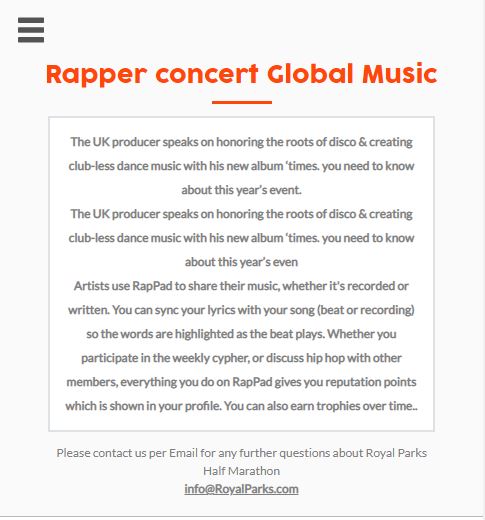 Rapper concert Global Music
The UK producer speaks on honoring the roots of disco & creating
club-less dance music with his new album ‘times. you need to know
about this year's event.
The UK producer speaks on honoring the roots of disco & creating
club-less dance music with his new album ‘times. you need to know
about this year's even
Artists use RapPad to share their music, whether it's recorded or
written. You can sync your lyrics with your song (beat or recording)
so the words are highlighted as the beat plays. Whether you
participate in the weekly cypher, or discuss hip hop with other
members, everything you do on RapPad gives you reputation points
which is shown in your profile. You can also earn trophies over time..
Please contact us per Email for any further questions about Royal Parks
Half Marathon
info@RoyalParks.com